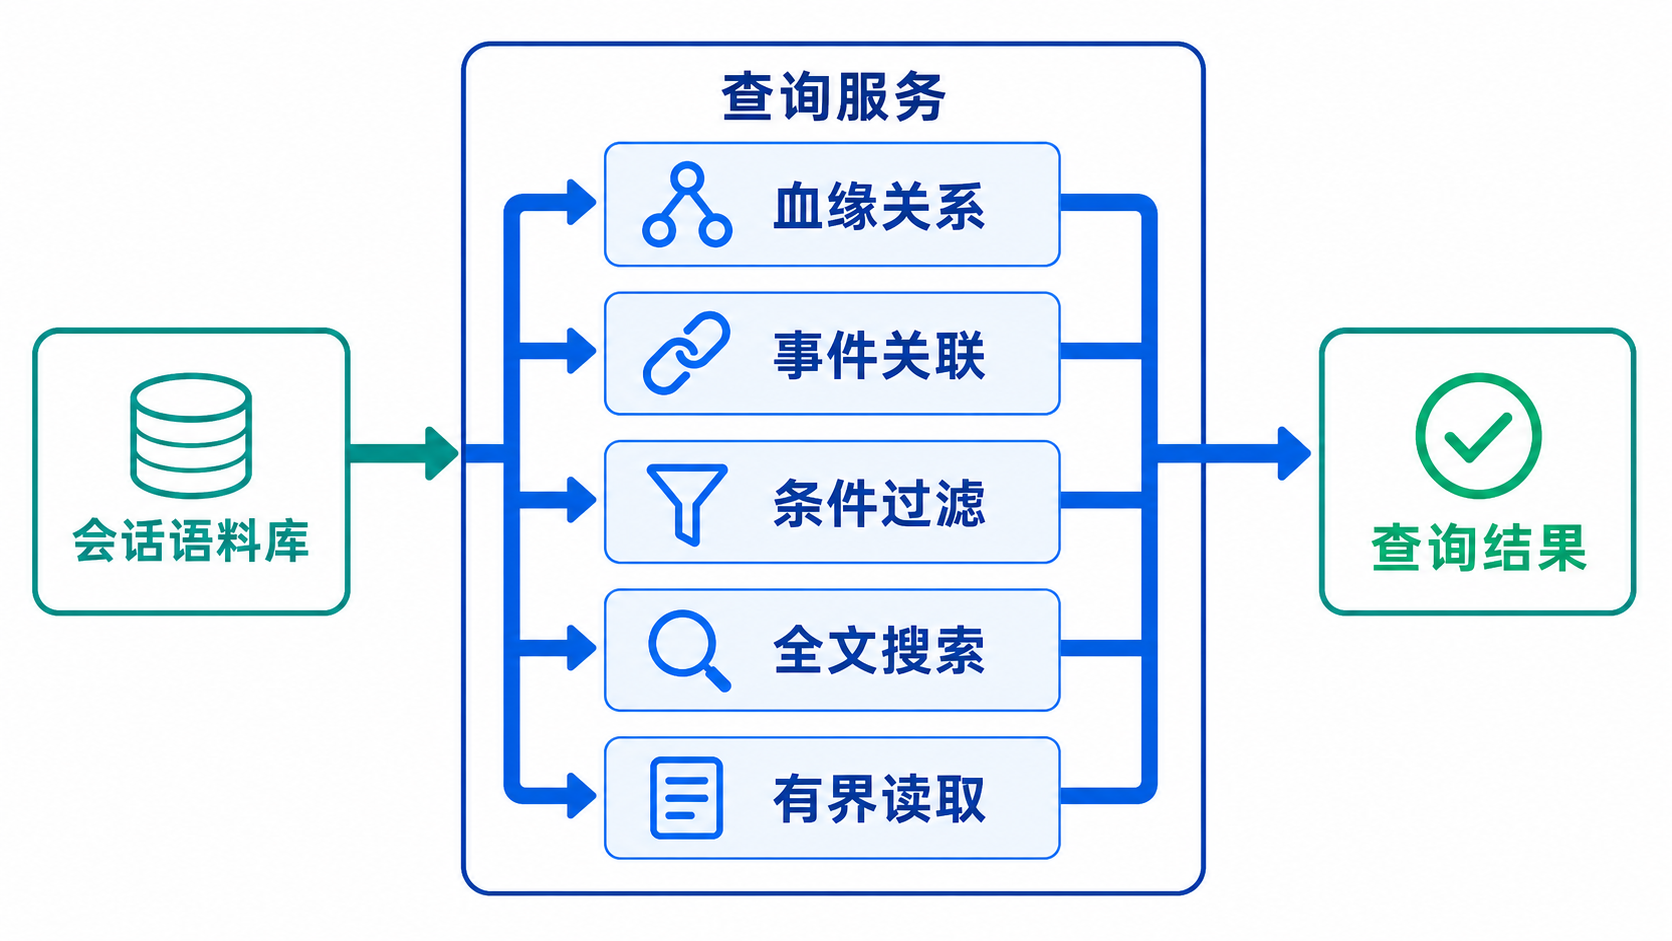 查询服务
血缘关系
事件关联
条件过滤
全文搜索
有界读取
会话语料库
查询结果